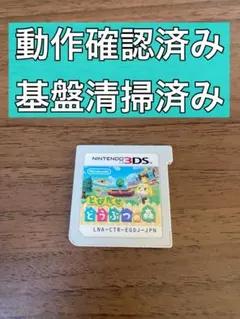 動作確認済み
基盤清掃済み
NINTENDO 3DS
Nintendo
とびだせ
どうぶつの森
LNA-CTR-EGDJ-JPN